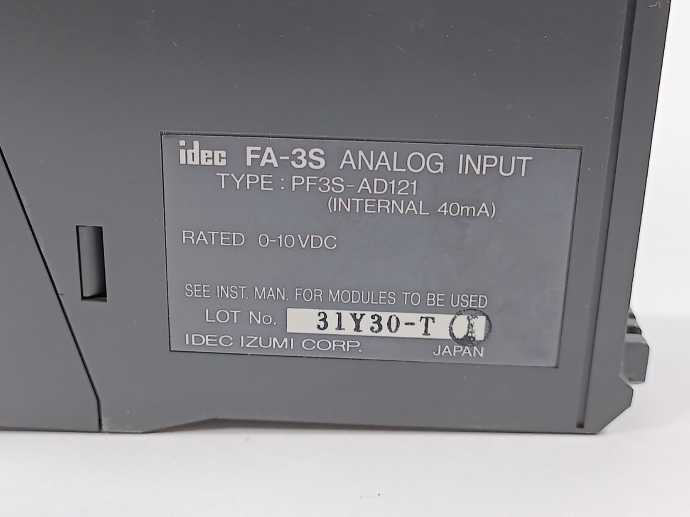 idec FA-3S ANALOG INPUT
TYPE : PF3S-AD121
(INTERNAL 40mA)
RATED 0-10VDC
SEE INST. MAN. FOR MODULES TO BE USED
LOT No. 31Y30-T
IDEC IZUMI CORP. JAPAN